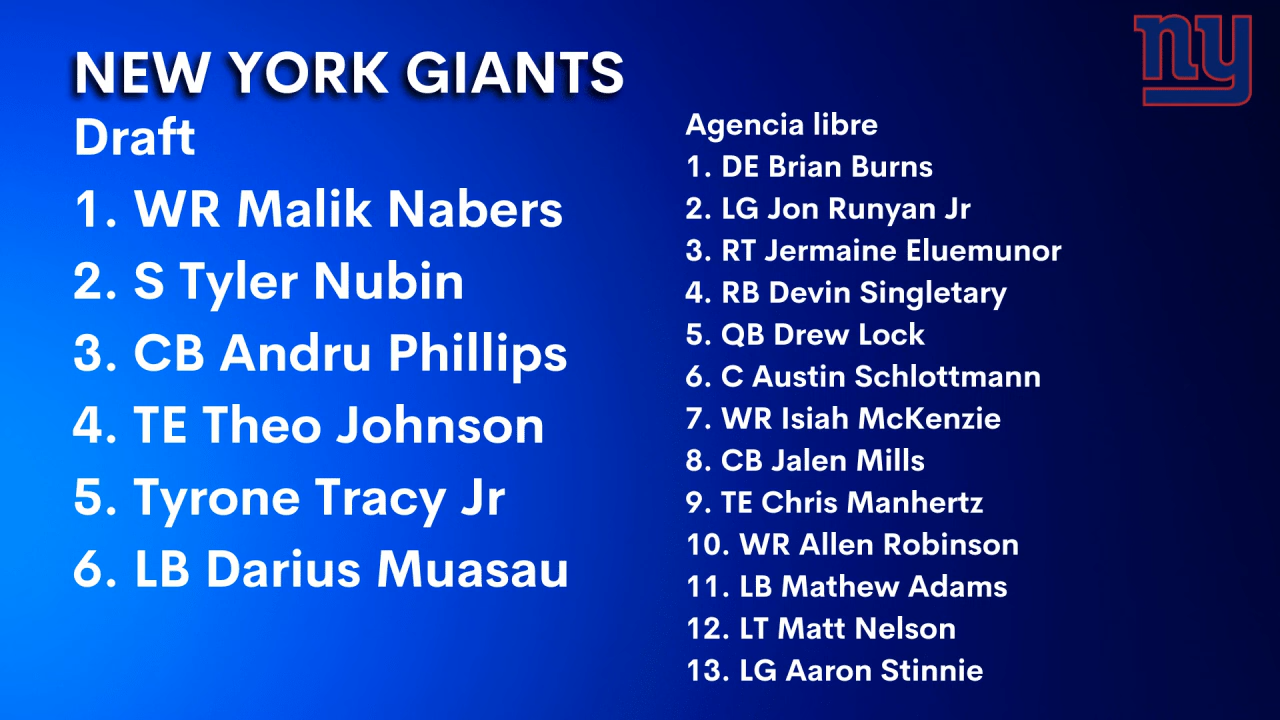 NEW YORK GIANTS
Draft
1. WR Malik Nabers
2. S Tyler Nubin
3. CB Andru Phillips
4. TE Theo Johnson
5. Tyrone Tracy Jr
6. LB Darius Muasau
ny
Agencia libre
1. DE Brian Burns
2. LG Jon Runyan Jr
3. RT Jermaine Eluemunor
4. RB Devin Singletary
5. QB Drew Lock
6. C Austin Schlottmann
7. WR Isiah McKenzie
8. CB Jalen Mills
9. TE Chris Manhertz
10. WR Allen Robinson
11. LB Mathew Adams
12. LT Matt Nelson
13. LG Aaron Stinnie